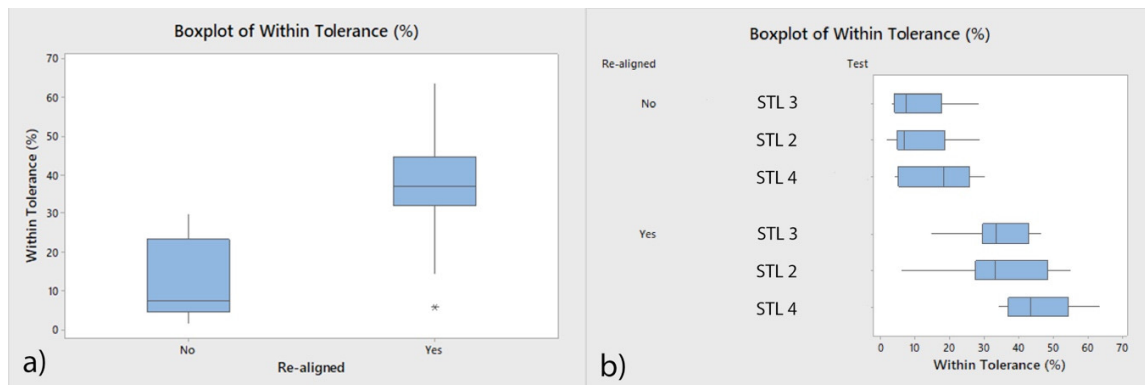 Boxplot of Within Tolerance (%)
Within Tolerance (%)
70
60
50
40
30
20
10
0
*
No Yes
Re-aligned
a)
Boxplot of Within Tolerance (%)
Re-aligned Test
No STL 3
STL 2
STL 4
Yes STL 3
STL 2
STL 4
0 10 20 30 40 50 60 70
Within Tolerance (%)
b)